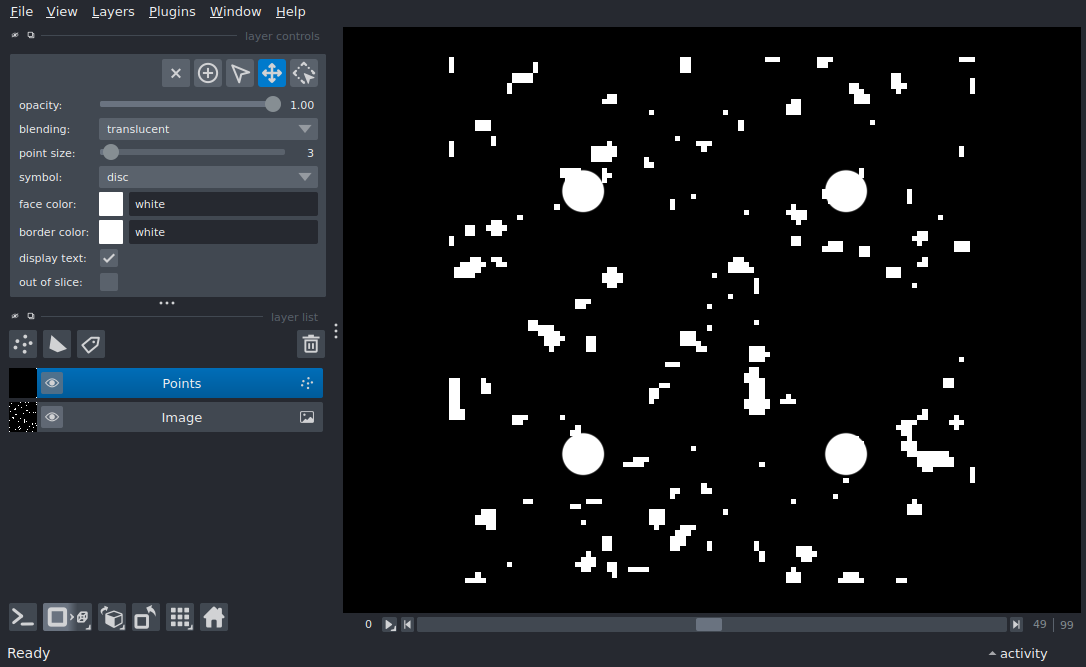 File View Layers Plugins Window Help
layer controls
opacity: 1.00
blending: translucent
point size: 3
symbol: disc
face color: white
border color: white
display text:
out of slice:
layer list
Points
Image
0 49 | 99
Ready activity